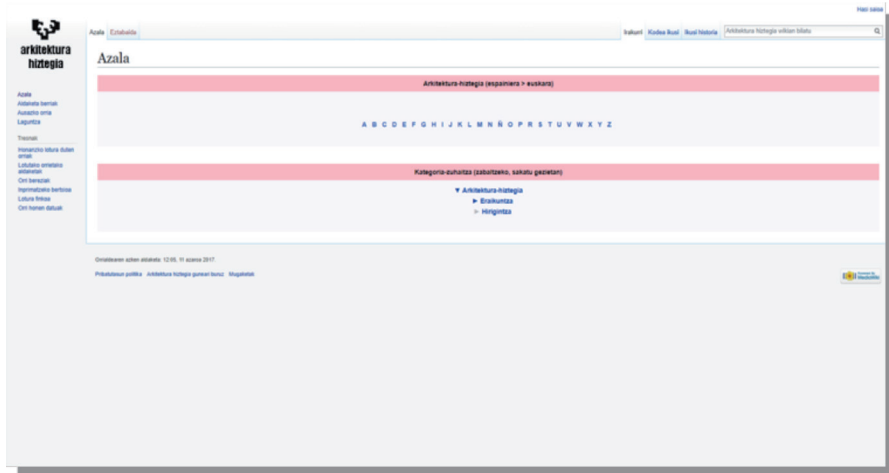 Hasi saioa
arkitektura
hiztegia
Azala Eztabaida
Irakurri Kodea ikusi Ikusi historia Arkitektura hiztegia wikian bilatu
Azala
Arkitektura-hiztegia (espainiera > euskara)
A B C D E F G H I J K L M N Ñ O P R S T U V W X Y Z
Kategoria-zuhaitza (zabaltzeko, sakatu gezietan)
▼ Arkitektura-hiztegia
► Eraikuntza
► Hirigintza
Azala
Aldaketa berriak
Ausazko orria
Laguntza
Tresnak
Honanzko lotura duten
orriak
Lotutako orrietako
aldaketak
Orri bereziak
Inprimatzeko bertsioa
Lotura finkoa
Orri honen datuak
Orrialdearen azken aldaketa: 12:05, 11 azaroa 2017.
Pribatutasun politika Arkitektura hiztegia guneari buruz Mugaketak